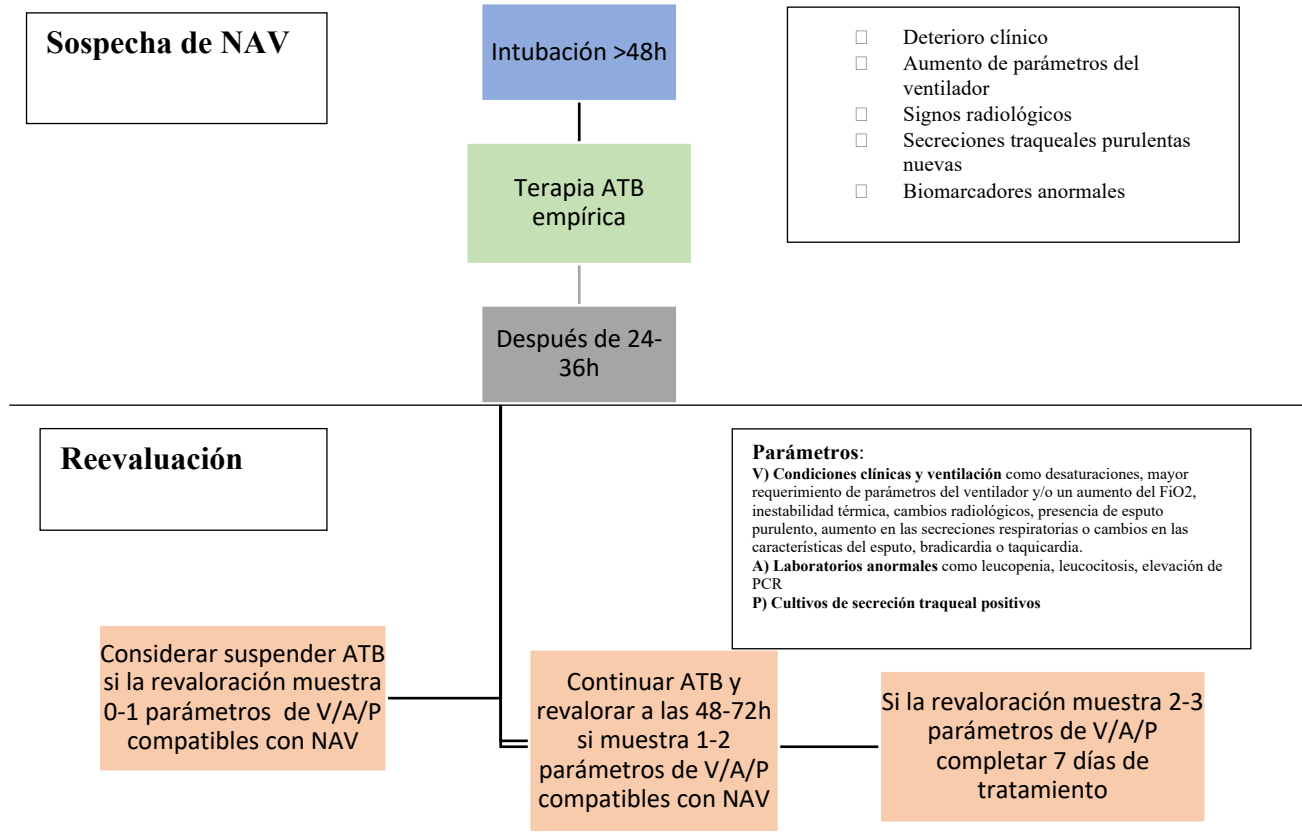 Sospecha de NAV
Intubación >48h
☐ Deterioro clínico
☐ Aumento de parámetros del
ventilador
☐ Signos radiológicos
☐ Secreciones traqueales purulentas
nuevas
☐ Biomarcadores anormales
Terapia ATB
empírica
Después de 24-
36h
Reevaluación
Parámetros:
V) Condiciones clínicas y ventilación como desaturaciones, mayor
requerimiento de parámetros del ventilador y/o un aumento del FiO2,
inestabilidad térmica, cambios radiológicos, presencia de esputo
purulento, aumento en las secreciones respiratorias o cambios en las
características del esputo, bradicardia o taquicardia.
A) Laboratorios anormales como leucopenia, leucocitosis, elevación de
PCR
P) Cultivos de secreción traqueal positivos
Considerar suspender ATB
si la revaloración muestra
0-1 parámetros de V/A/P
compatibles con NAV
Continuar ATB y
revalorar a las 48-72h
si muestra 1-2
parámetros de V/A/P
compatibles con NAV
Si la revaloración muestra 2-3
parámetros de V/A/P
completar 7 días de
tratamiento